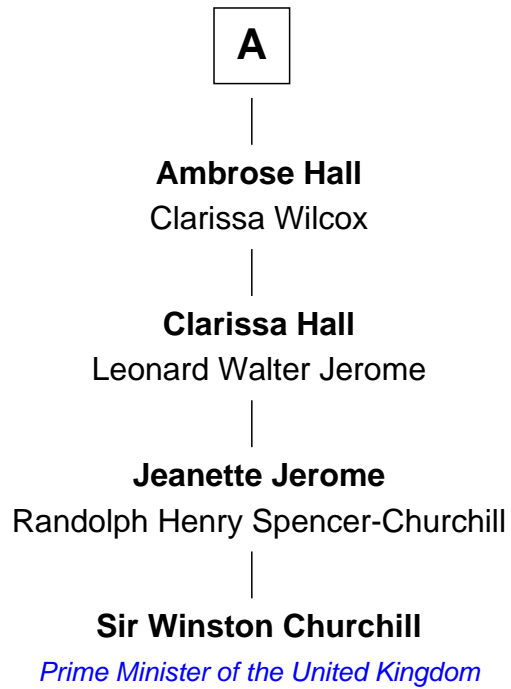 A
Ambrose Hall
Clarissa Wilcox
Clarissa Hall
Leonard Walter Jerome
Jeanette Jerome
Randolph Henry Spencer-Churchill
Sir Winston Churchill
Prime Minister of the United Kingdom